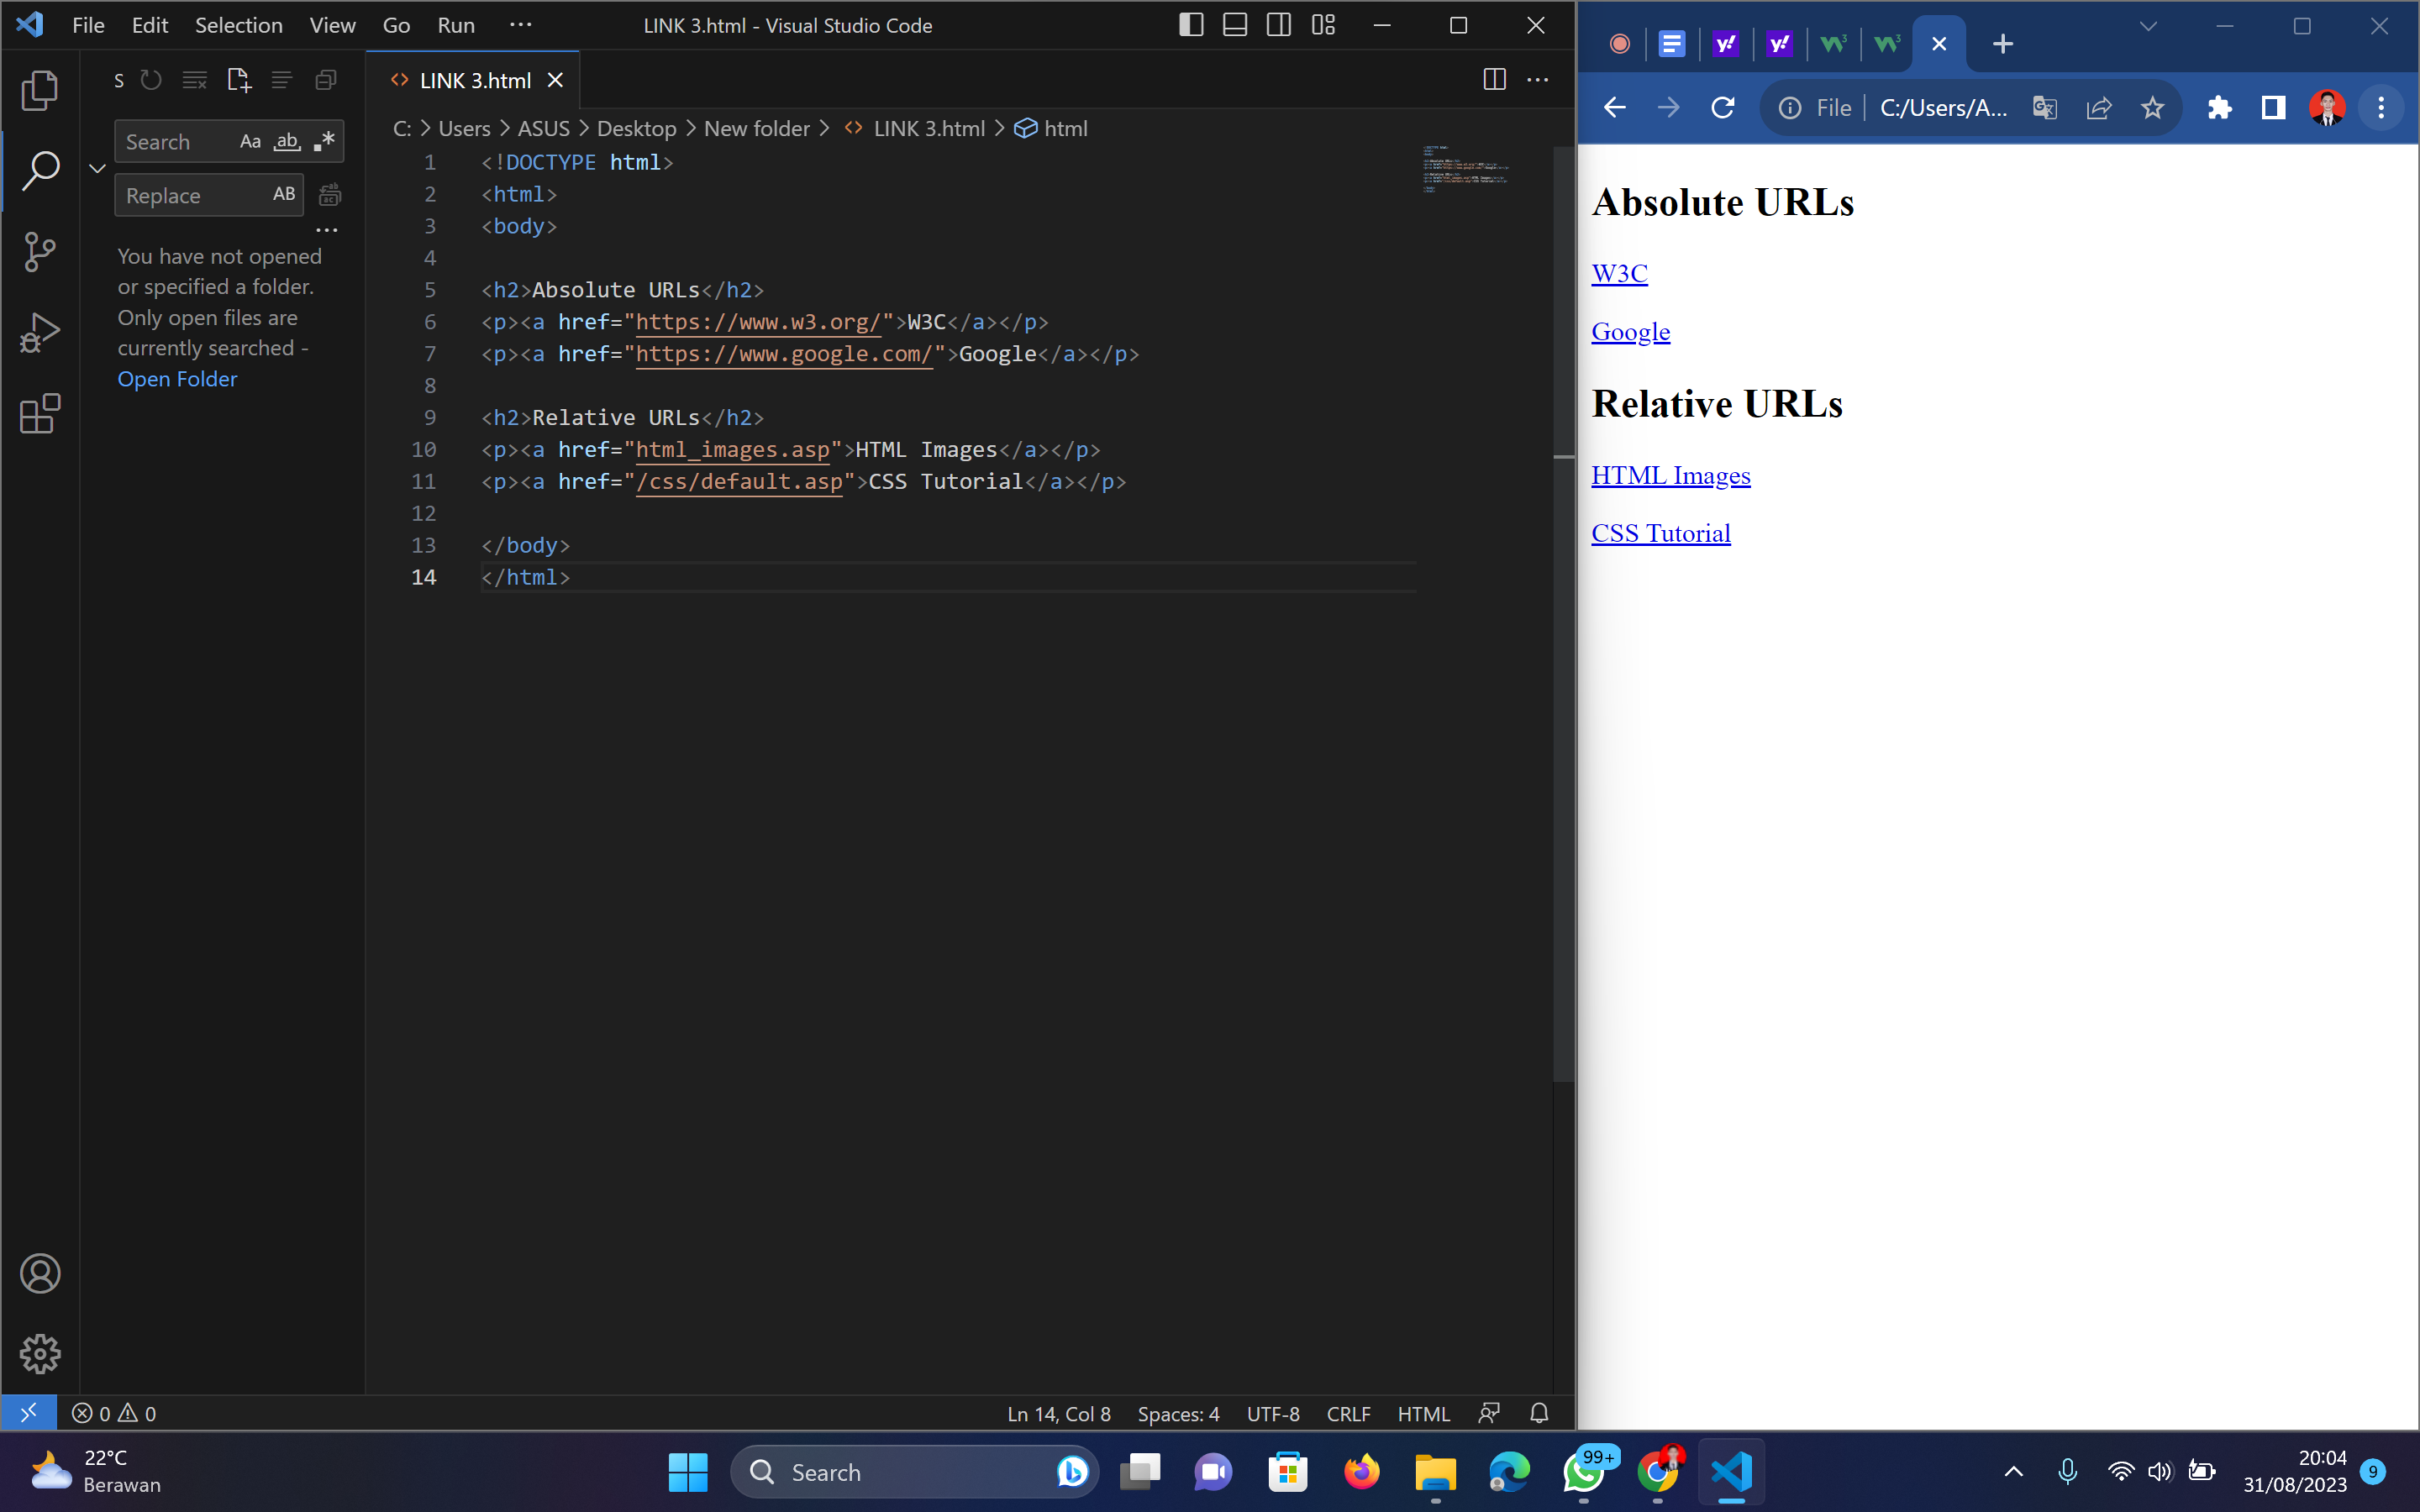 File Edit Selection View Go Run ··· LINK 3.html - Visual Studio Code
S
LINK 3.html
Search Aa ab .*
Replace AB
You have not opened
or specified a folder.
Only open files are
currently searched -
Open Folder
C: > Users > ASUS > Desktop > New folder > <> LINK 3.html > html
1 <!DOCTYPE html>
2 <html>
3 <body>
4
5 <h2>Absolute URLs</h2>
6 <p><a href="https://www.w3.org/">W3C</a></p>
7 <p><a href="https://www.google.com/">Google</a></p>
8
9 <h2>Relative URLs</h2>
10 <p><a href="html_images.asp">HTML Images</a></p>
11 <p><a href="/css/default.asp">CSS Tutorial</a></p>
12
13 </body>
14 </html>
0 0
Ln 14, Col 8 Spaces: 4 UTF-8 CRLF HTML
File C:/Users/A...
Absolute URLs
W3C
Google
Relative URLs
HTML Images
CSS Tutorial
22°C
Berawan
Search
99+
20:04
31/08/2023
9